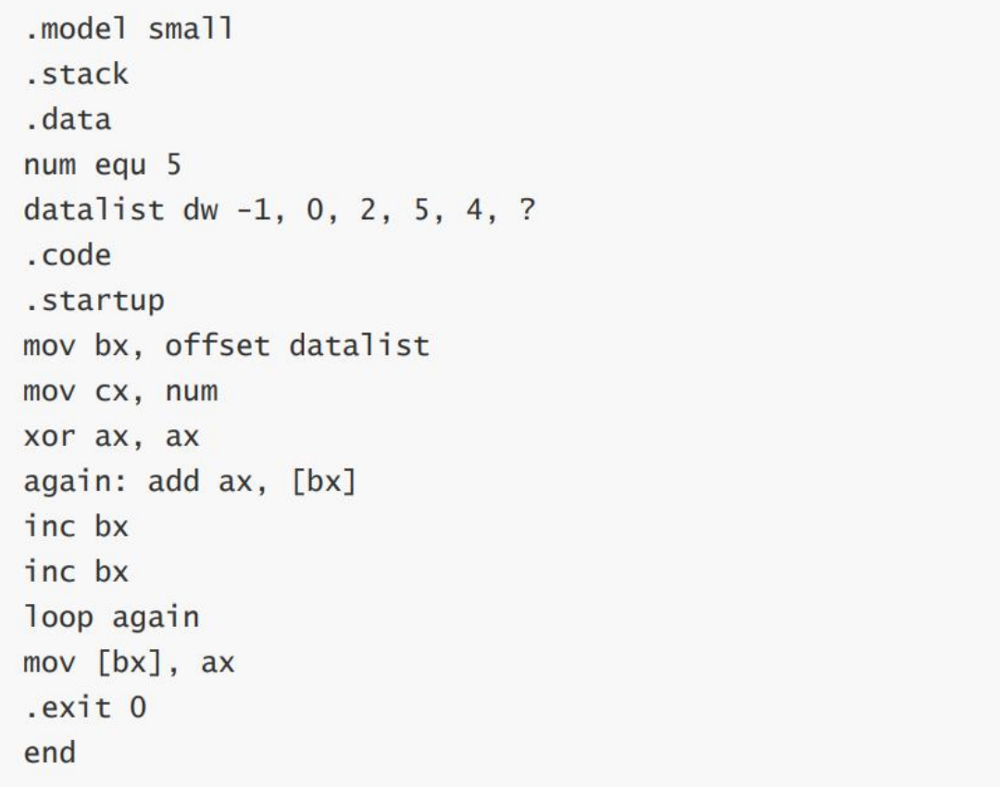 .model small
.stack
.data
num equ 5
datalist dw -1, 0, 2, 5, 4, ?
.code
.startup
mov bx, offset datalist
mov cx, num
xor ax, ax
again: add ax, [bx]
inc bx
inc bx
loop again
mov [bx], ax
.exit 0
end